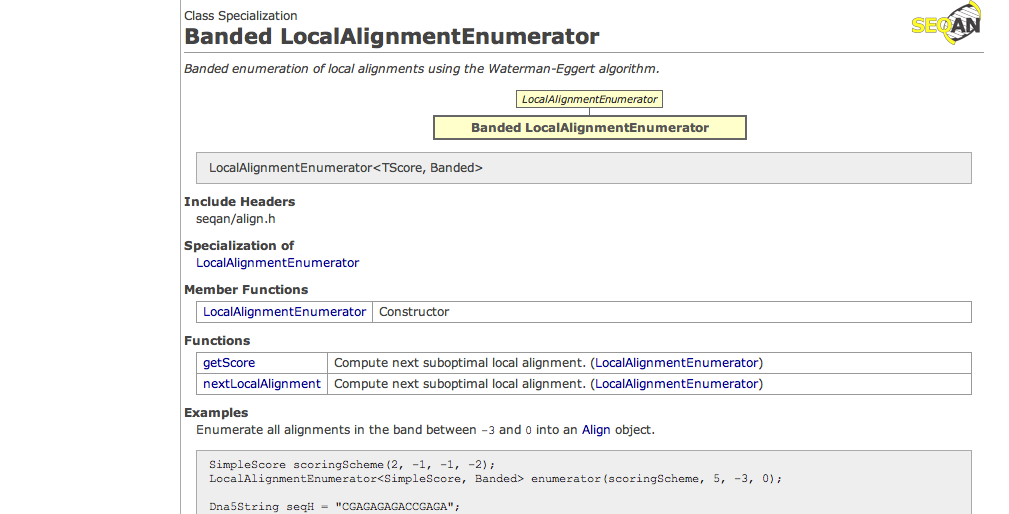 Class Specialization
SEQAN
Banded LocalAlignmentEnumerator
Banded enumeration of local alignments using the Waterman-Eggert algorithm.
LocalAlignmentEnumerator
Banded LocalAlignmentEnumerator
LocalAlignmentEnumerator<TScore, Banded>
Include Headers
seqan/align.h
Specialization of
LocalAlignmentEnumerator
Member Functions
LocalAlignmentEnumerator Constructor
Functions
getScore Compute next suboptimal local alignment. (LocalAlignmentEnumerator)
nextLocalAlignment Compute next suboptimal local alignment. (LocalAlignmentEnumerator)
Examples
Enumerate all alignments in the band between -3 and 0 into an Align object.
SimpleScore scoringScheme(2, -1, -1, -2);
LocalAlignmentEnumerator<SimpleScore, Banded> enumerator(scoringScheme, 5, -3, 0);
Dna5String seqH = "CGAGAGAGACCGAGA";